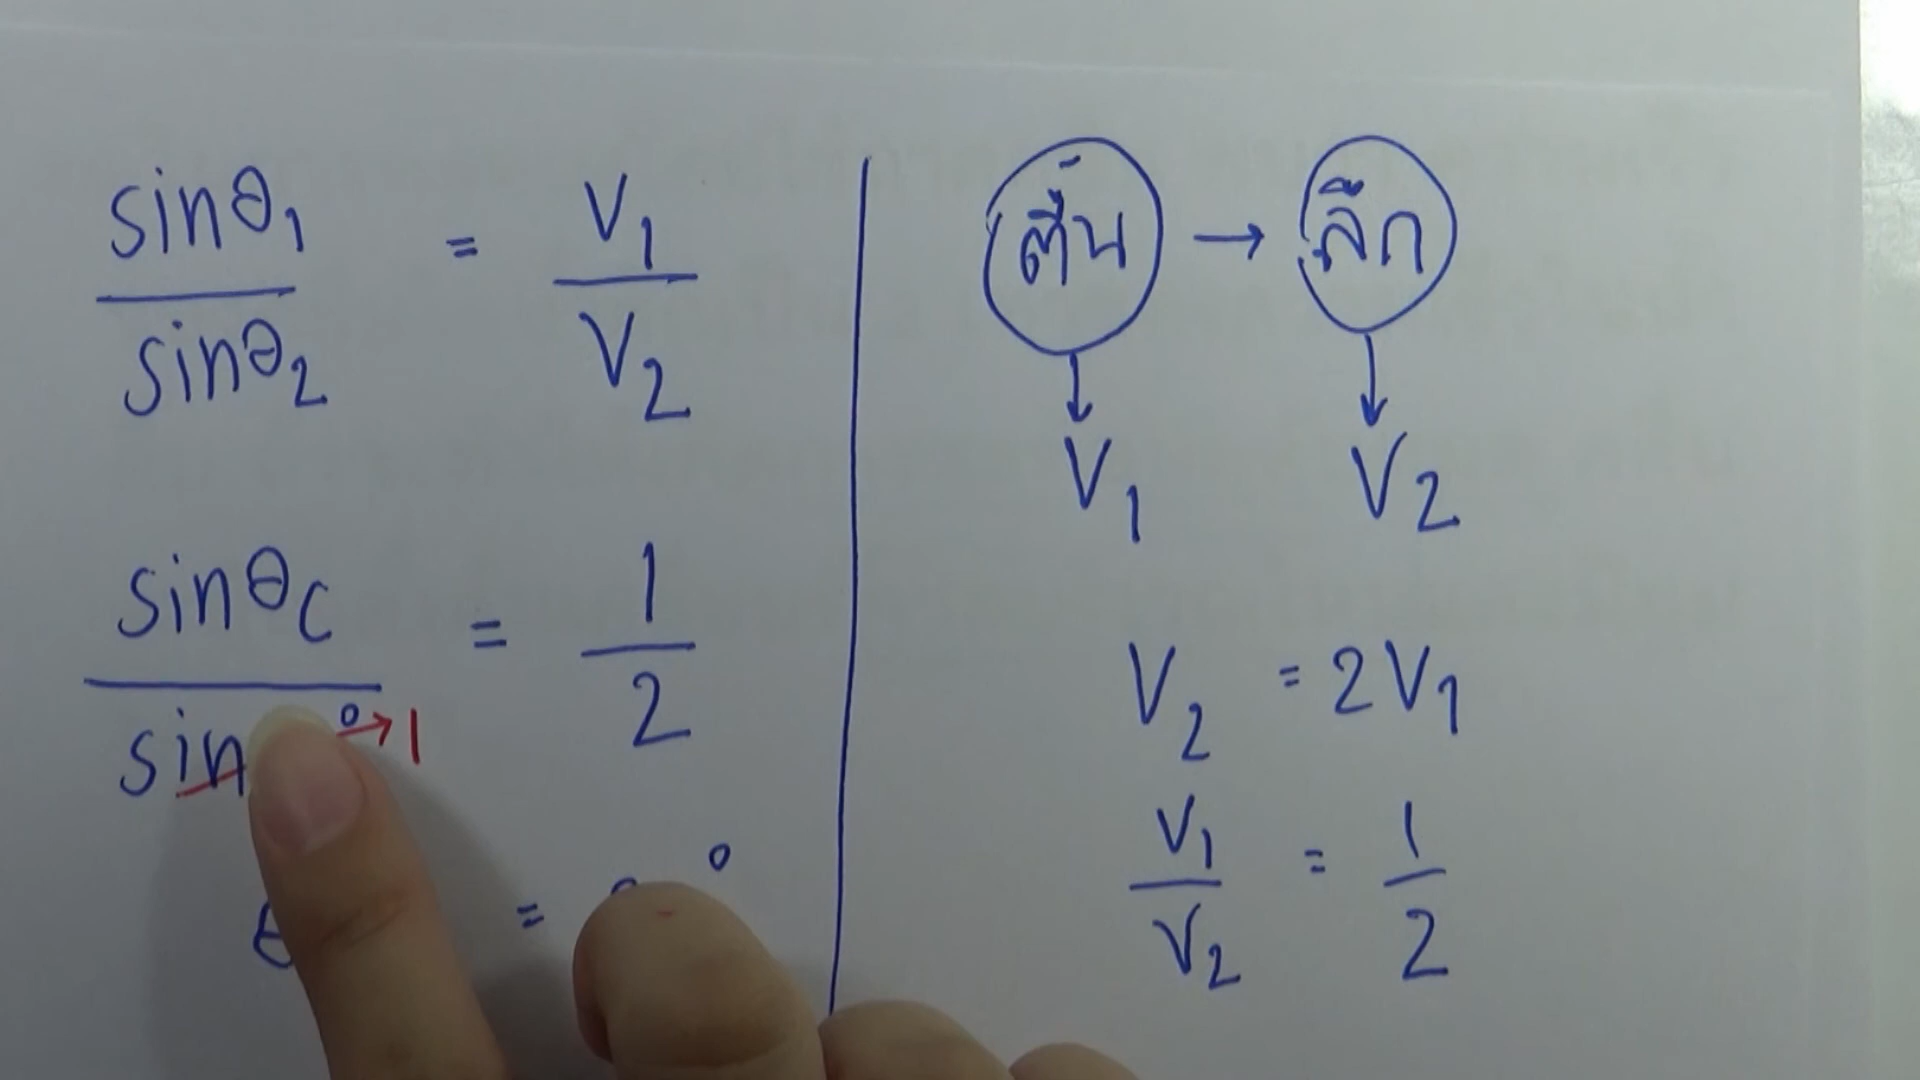 sinθ1 / sinθ2 = V1 / V2
sinθc / sin ° → 1 = 1 / 2
= °
ตื้น → ลึก
V1 V2
V2 = 2V1
V1 / V2 = 1 / 2